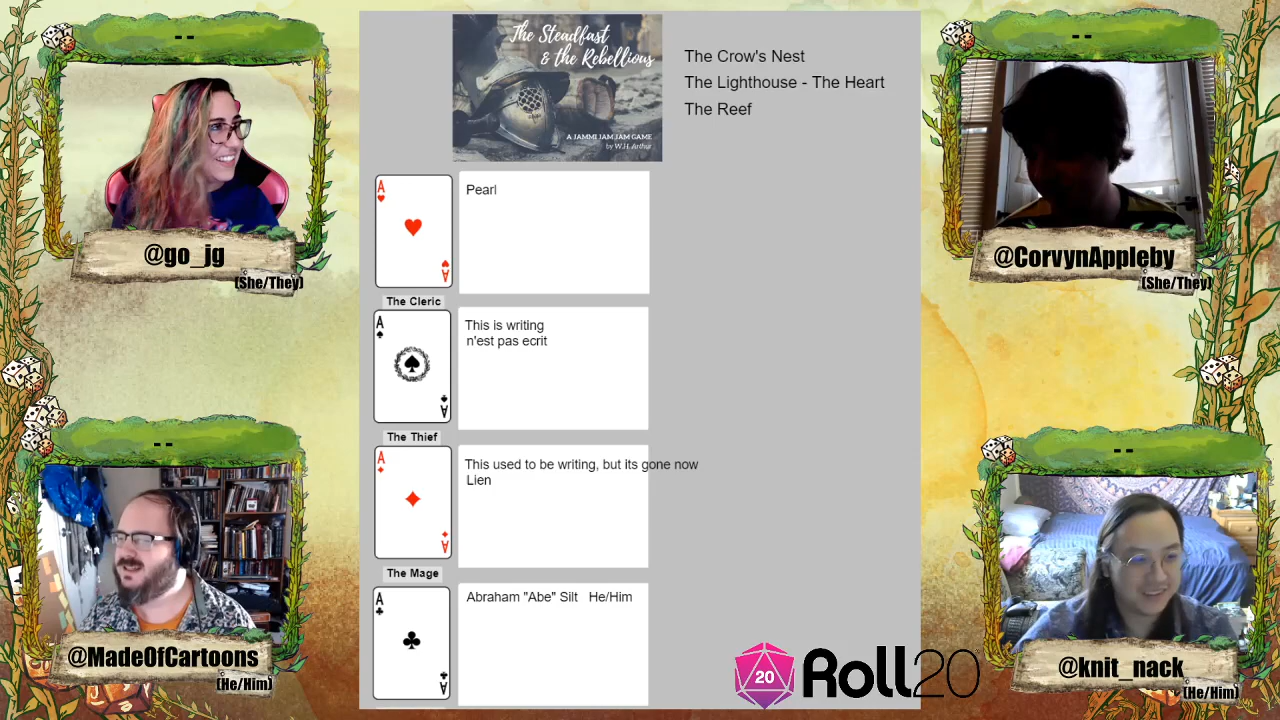 --
@go_jg
(She/They)
--
@CorvynAppleby
(She/They)
--
@MadeOfCartoons
(He/Him)
--
@knit_nack
(He/Him)
The Steadfast
& the Rebellious
A JAMMI JAM JAM GAME
by W.H. Arthur
The Crow's Nest
The Lighthouse - The Heart
The Reef
A
A
Pearl
The Cleric
A
A
This is writing
n'est pas ecrit
The Thief
A
A
This used to be writing, but its gone now
Lien
The Mage
A
A
Abraham "Abe" Silt He/Him
20
Roll20